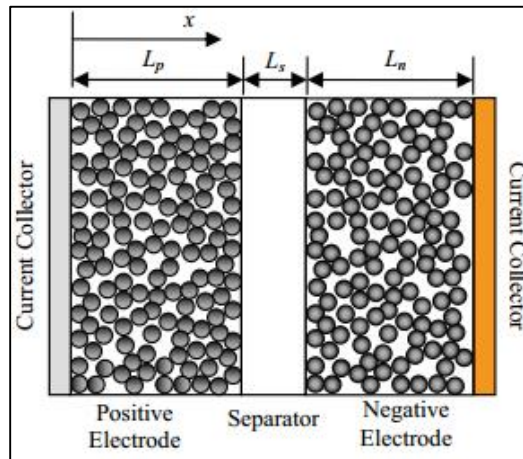 x
Lp
Ls
Ln
Current Collector
Current Collector
Positive
Electrode
Separator
Negative
Electrode